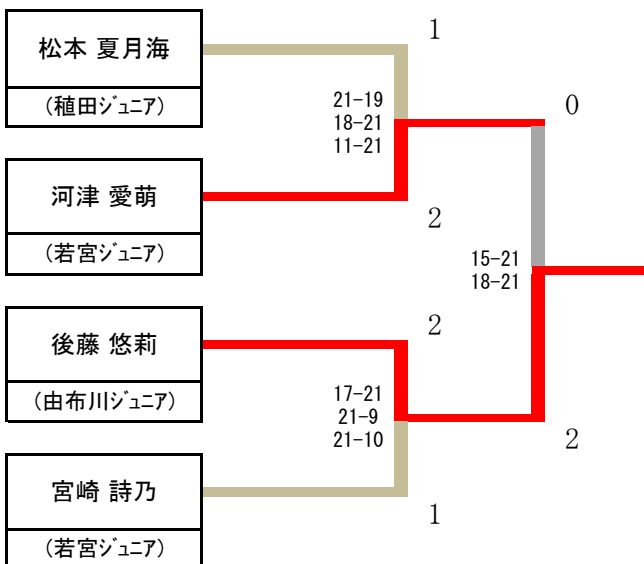 松本 夏月海
(稙田ジュニア)
1
21-19
18-21
11-21
0
河津 愛萌
(若宮ジュニア)
2
15-21
18-21
後藤 悠莉
(由布川ジュニア)
2
17-21
21-9
21-10
2
宮崎 詩乃
(若宮ジュニア)
1